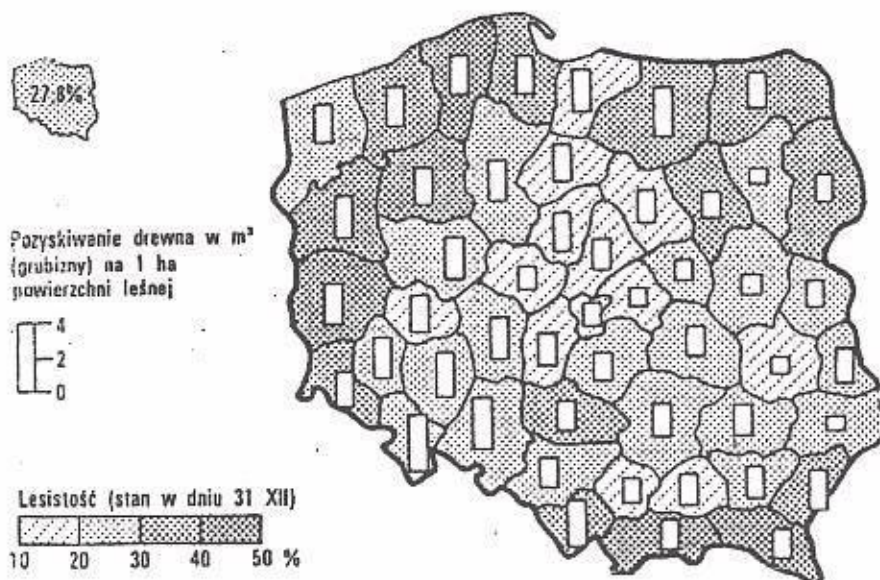 27,8%
Pozyskiwanie drewna w m³
(grubizny) na 1 ha
powierzchni leśnej
4
2
0
Lesistość (stan w dniu 31 XII)
10 20 30 40 50 %